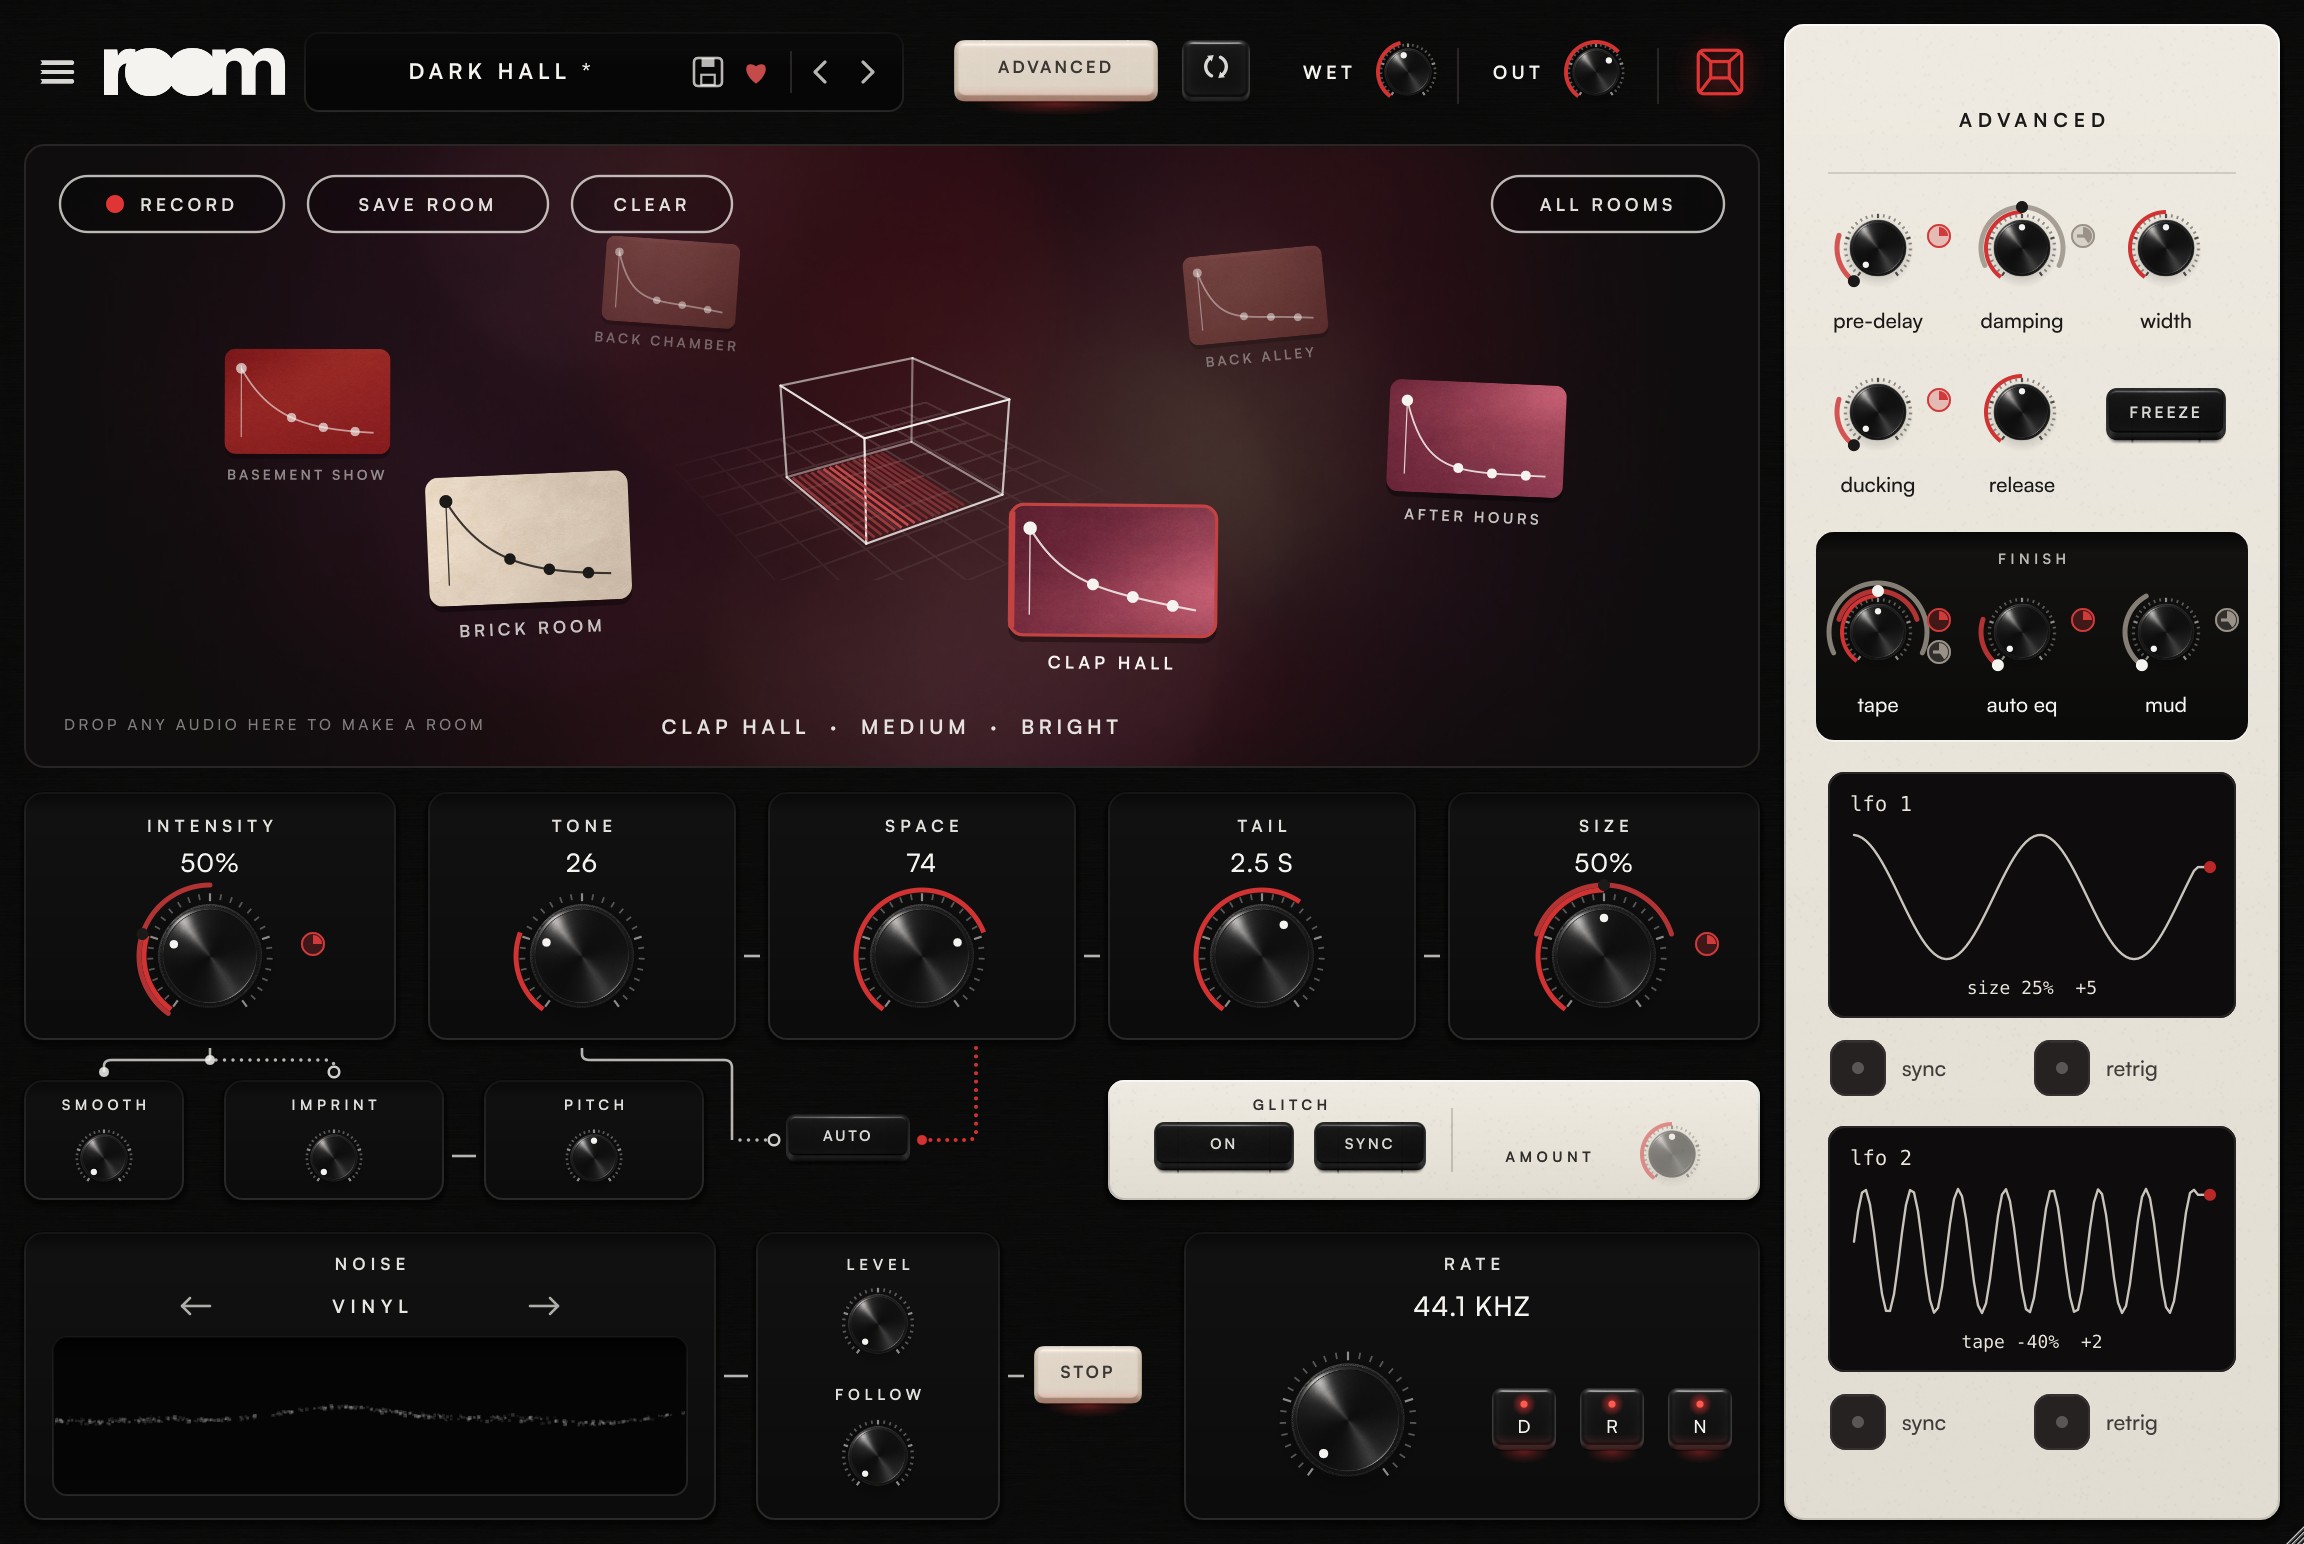 room
DARK HALL *
ADVANCED
WET
OUT
RECORD
SAVE ROOM
CLEAR
ALL ROOMS
BACK CHAMBER
BACK ALLEY
BASEMENT SHOW
AFTER HOURS
BRICK ROOM
CLAP HALL
DROP ANY AUDIO HERE TO MAKE A ROOM
CLAP HALL · MEDIUM · BRIGHT
INTENSITY
50%
TONE
26
SPACE
74
TAIL
2.5 S
SIZE
50%
SMOOTH
IMPRINT
PITCH
AUTO
GLITCH
ON
SYNC
AMOUNT
NOISE
VINYL
LEVEL
FOLLOW
STOP
RATE
44.1 KHZ
D
R
N
ADVANCED
pre-delay
damping
width
ducking
release
FREEZE
FINISH
tape
auto eq
mud
lfo 1
size 25% +5
sync
retrig
lfo 2
tape -40% +2
sync
retrig